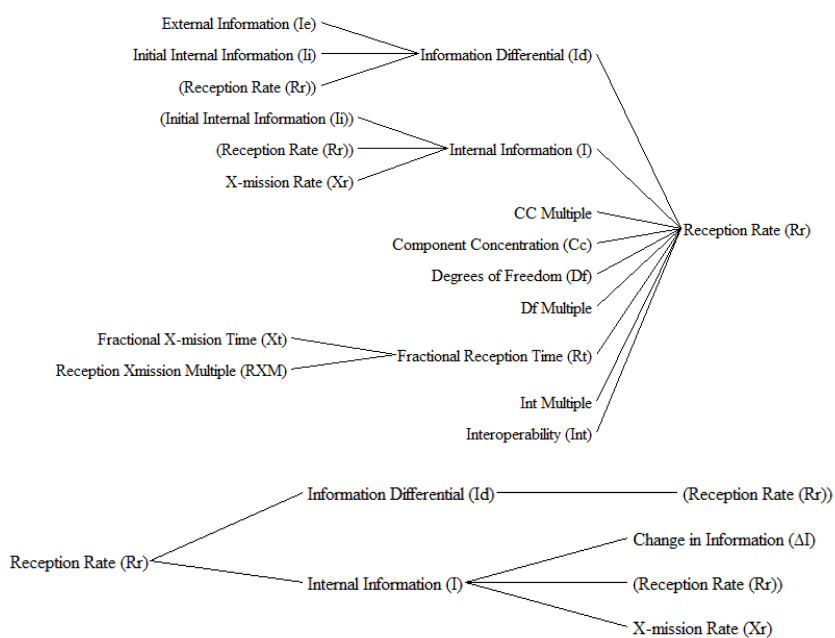 External Information (Ie)
Initial Internal Information (Ii)
Information Differential (Id)
(Reception Rate (Rr))
(Initial Internal Information (Ii))
(Reception Rate (Rr))
Internal Information (I)
X-mission Rate (Xr)
CC Multiple
Reception Rate (Rr)
Component Concentration (Cc)
Degrees of Freedom (Df)
Df Multiple
Fractional X-mision Time (Xt)
Fractional Reception Time (Rt)
Reception Xmission Multiple (RXM)
Int Multiple
Interoperability (Int)
Information Differential (Id)
(Reception Rate (Rr))
Change in Information (ΔI)
Reception Rate (Rr)
Internal Information (I)
(Reception Rate (Rr))
X-mission Rate (Xr)